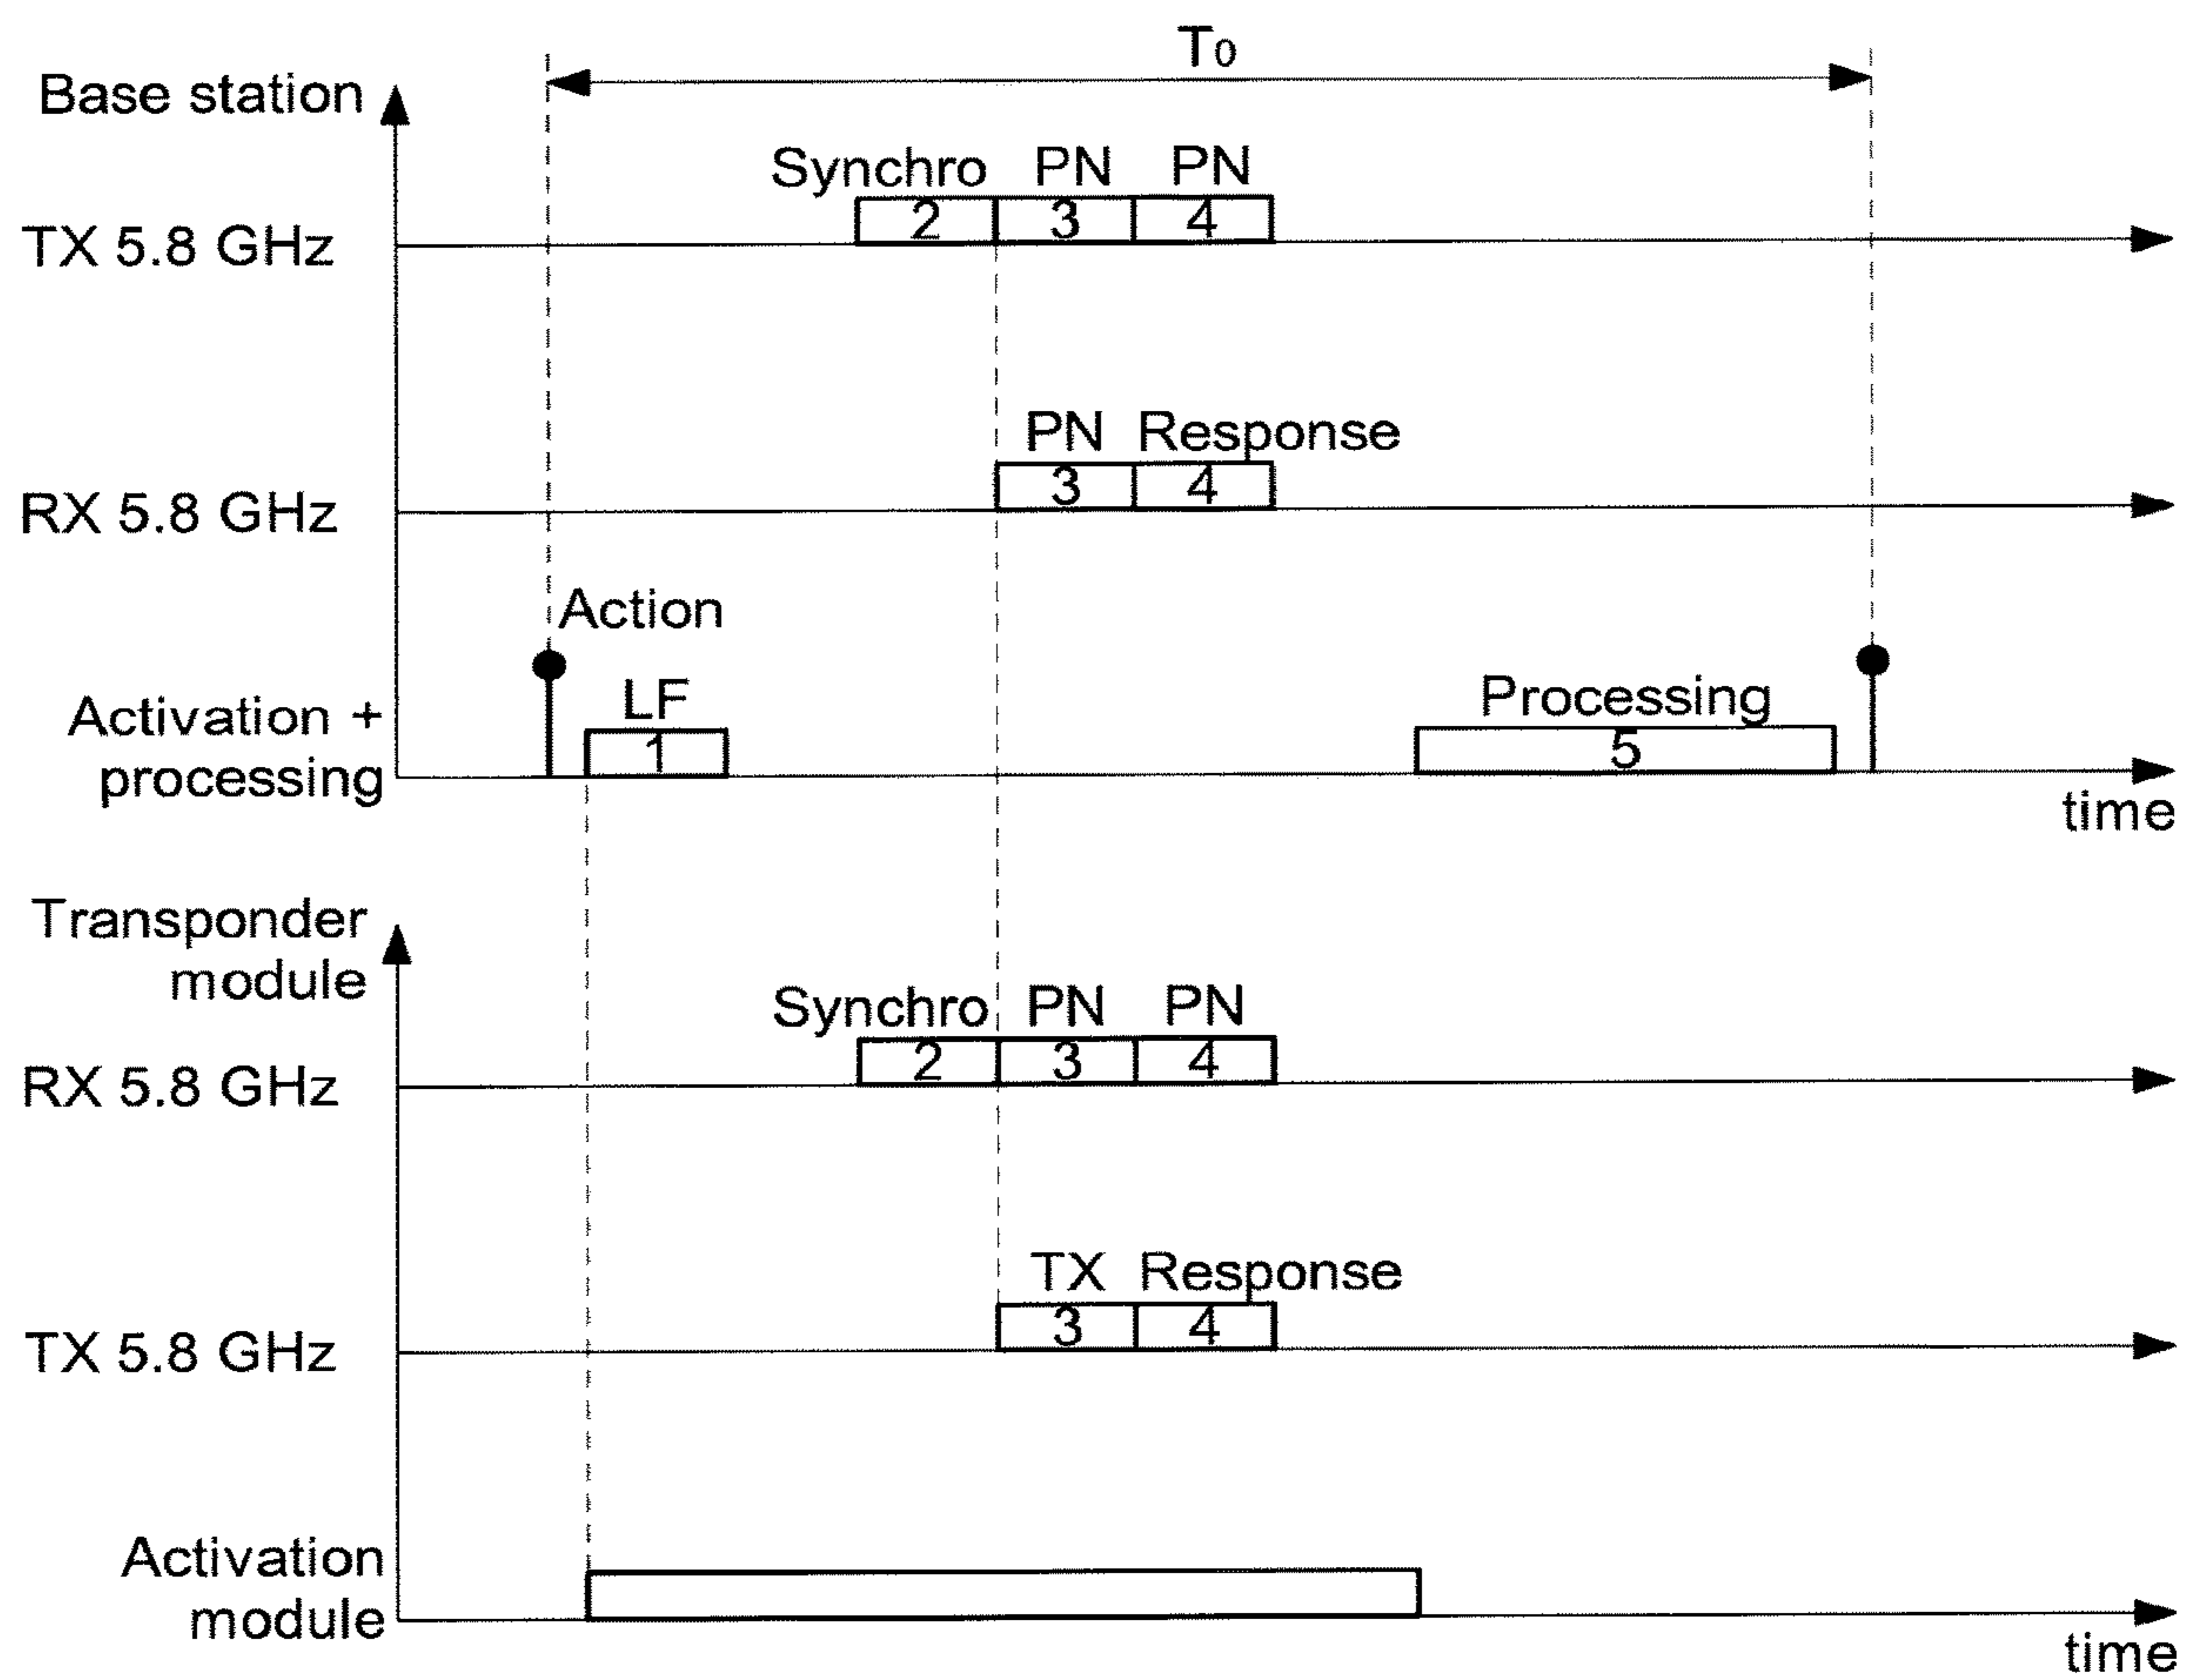 T0
Base station
Synchro PN PN
2 3 4
TX 5.8 GHz
PN Response
3 4
RX 5.8 GHz
Action
LF
Processing
Activation +
processing
1
5
time
Transponder
module
Synchro PN PN
2 3 4
RX 5.8 GHz
TX Response
3 4
TX 5.8 GHz
Activation
module
time